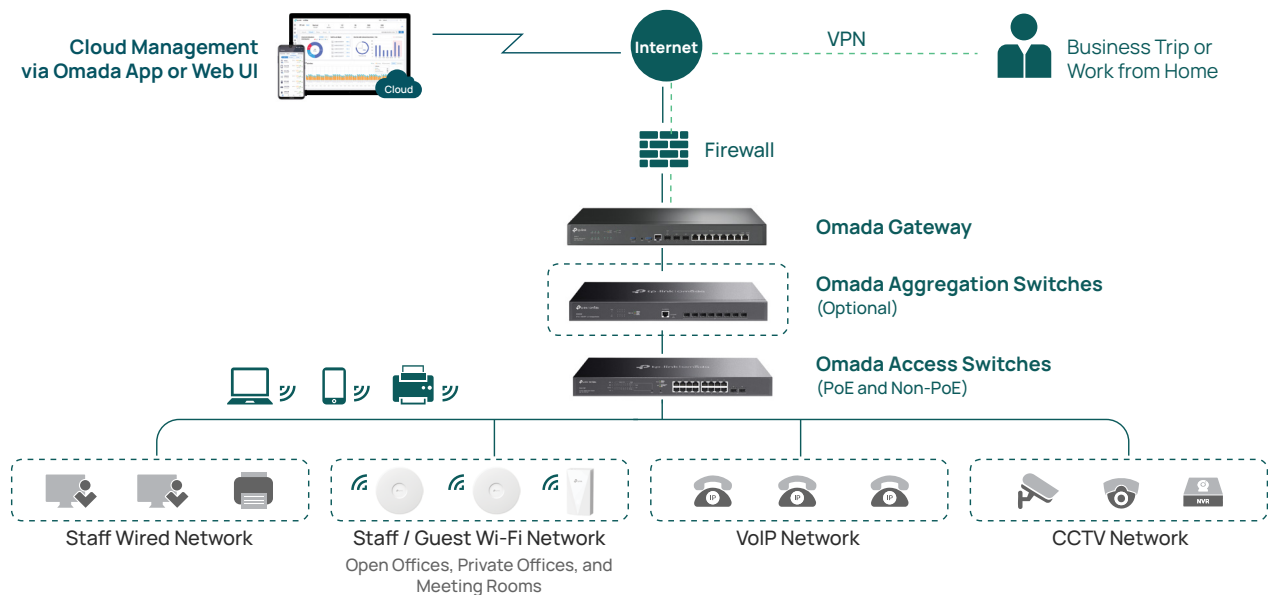 Cloud Management
via Omada App or Web UI
Cloud
Internet
VPN
Business Trip or
Work from Home
Firewall
Omada Gateway
Omada Aggregation Switches
(Optional)
Omada Access Switches
(PoE and Non-PoE)
IP
IP
IP
NVR
Staff Wired Network
Staff / Guest Wi-Fi Network
VoIP Network
CCTV Network
Open Offices, Private Offices, and
Meeting Rooms